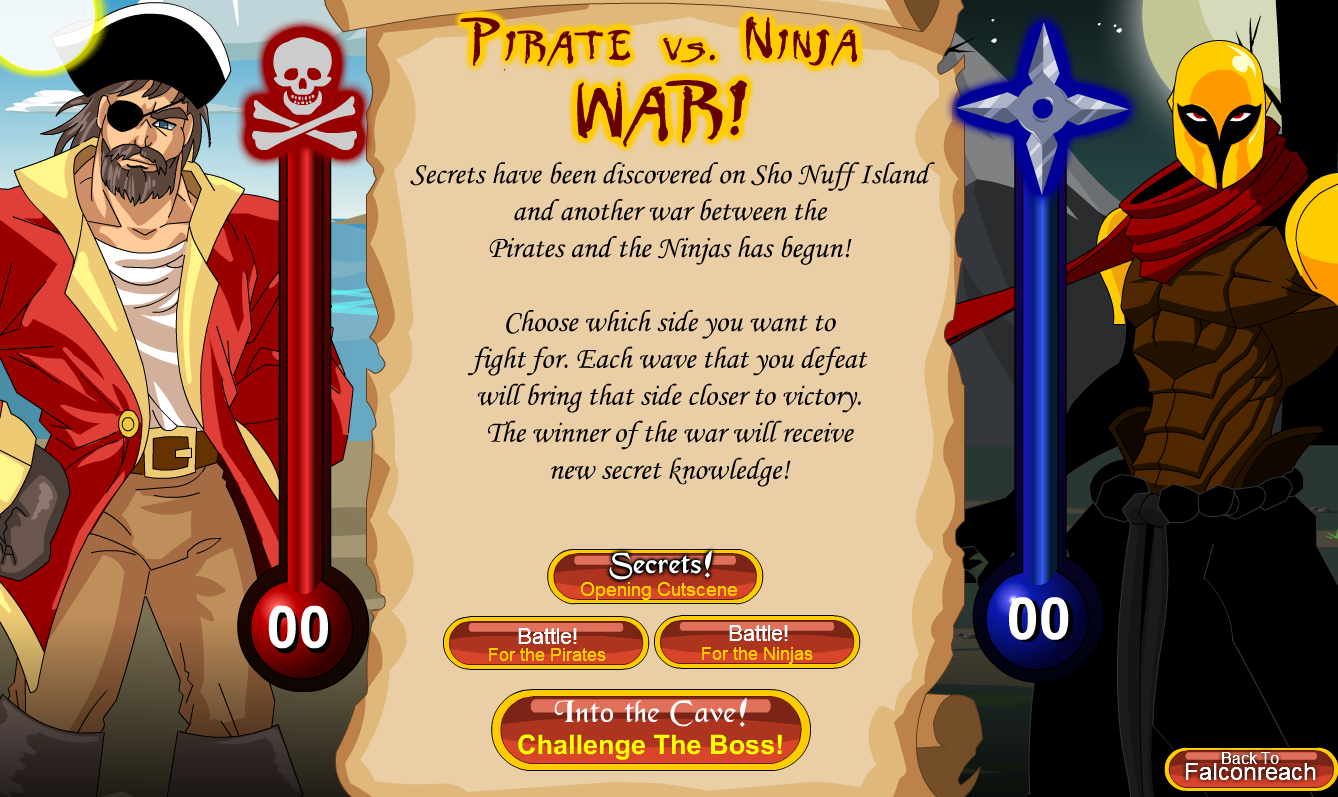 Pirate vs. Ninja
WAR!
Secrets have been discovered on Sho Nuff Island
and another war between the
Pirates and the Ninjas has begun!
Choose which side you want to
fight for. Each wave that you defeat
will bring that side closer to victory.
The winner of the war will receive
new secret knowledge!
Secrets!
Opening Cutscene
Battle!
For the Pirates
Battle!
For the Ninjas
Into the Cave!
Challenge The Boss!
00
00
Back To
Falconreach